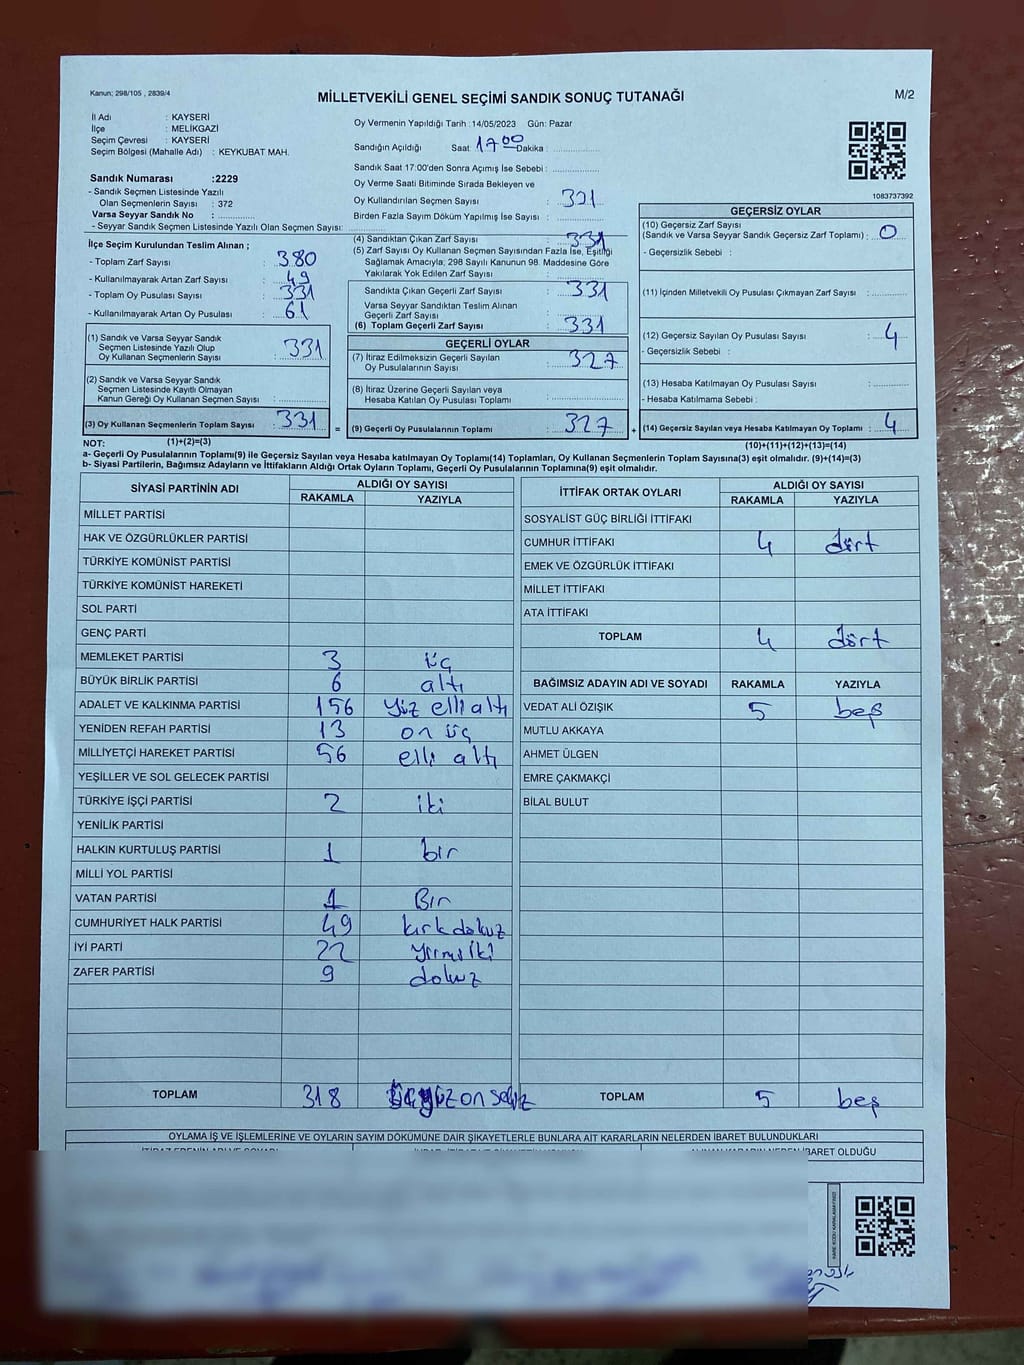 Kanun; 298/105 , 2839/4
MİLLETVEKİLİ GENEL SEÇİMİ SANDIK SONUÇ TUTANAĞI
M/2
İl Adı : KAYSERİ
İlçe : MELİKGAZİ
Seçim Çevresi : KAYSERİ
Seçim Bölgesi (Mahalle Adı) : KEYKUBAT MAH.
Sandık Numarası :2229
- Sandık Seçmen Listesinde Yazılı
Olan Seçmenlerin Sayısı : 372
Varsa Seyyar Sandık No :
- Seyyar Sandık Seçmen Listesinde Yazılı Olan Seçmen Sayısı:
Oy Vermenin Yapıldığı Tarih :14/05/2023 Gün: Pazar
Sandığın Açıldığı Saat: 17 00 Dakika :
Sandık Saat 17:00'den Sonra Açımış İse Sebebi :
Oy Verme Saati Bitiminde Sırada Bekleyen ve
Oy Kullandırılan Seçmen Sayısı : 331
Birden Fazla Sayım Döküm Yapılmış İse Sayısı :
1083737392
İlçe Seçim Kurulundan Teslim Alınan ;
- Toplam Zarf Sayısı : 380
- Kullanılmayarak Artan Zarf Sayısı : 49
- Toplam Oy Pusulası Sayısı : 331
- Kullanılmayarak Artan Oy Pusulası : 61
(1) Sandık ve Varsa Seyyar Sandık
Seçmen Listesinde Yazılı Olup
Oy Kullanan Seçmenlerin Sayısı : 331
(2) Sandık ve Varsa Seyyar Sandık
Seçmen Listesinde Kayıtlı Olmayan
Kanun Gereği Oy Kullanan Seçmen Sayısı :
(3) Oy Kullanan Seçmenlerin Toplam Sayısı : 331 =
(4) Sandıktan Çıkan Zarf Sayısı : 331
(5) Zarf Sayısı Oy Kullanan Seçmen Sayısından Fazla İse, Eşitliği
Sağlamak Amacıyla; 298 Sayılı Kanunun 98. Maddesine Göre
Yakılarak Yok Edilen Zarf Sayısı :
Sandıkta Çıkan Geçerli Zarf Sayısı : 331
Varsa Seyyar Sandıktan Teslim Alınan
Geçerli Zarf Sayısı :
(6) Toplam Geçerli Zarf Sayısı : 331
GEÇERLİ OYLAR
(7) İtiraz Edilmeksizin Geçerli Sayılan
Oy Pusulalarının Sayısı : 327
(8) İtiraz Üzerine Geçerli Sayılan veya
Hesaba Katılan Oy Pusulası Toplamı :
(9) Geçerli Oy Pusulalarının Toplamı : 327 +
GEÇERSİZ OYLAR
(10) Geçersiz Zarf Sayısı
(Sandık ve Varsa Seyyar Sandık Geçersiz Zarf Toplamı) : 0
- Geçersizlik Sebebi :
(11) İçinden Milletvekili Oy Pusulası Çıkmayan Zarf Sayısı :
(12) Geçersiz Sayılan Oy Pusulası Sayısı : 4
- Geçersizlik Sebebi :
(13) Hesaba Katılmayan Oy Pusulası Sayısı :
- Hesaba Katılmama Sebebi :
(14) Geçersiz Sayılan veya Hesaba Katılmayan Oy Toplamı : 4
NOT: (1)+(2)=(3) (10)+(11)+(12)+(13)=(14)
a- Geçerli Oy Pusulalarının Toplamı(9) ile Geçersiz Sayılan veya Hesaba katılmayan Oy Toplamı(14) Toplamları, Oy Kullanan Seçmenlerin Toplam Sayısına(3) eşit olmalıdır. (9)+(14)=(3)
b- Siyasi Partilerin, Bağımsız Adayların ve İttifakların Aldığı Ortak Oyların Toplamı, Geçerli Oy Pusulalarının Toplamına(9) eşit olmalıdır.
SİYASİ PARTİNİN ADI ALDIĞI OY SAYISI
RAKAMLA YAZIYLA
MİLLET PARTİSİ
HAK VE ÖZGÜRLÜKLER PARTİSİ
TÜRKİYE KOMÜNİST PARTİSİ
TÜRKİYE KOMÜNİST HAREKETİ
SOL PARTİ
GENÇ PARTİ
MEMLEKET PARTİSİ 3 üç
BÜYÜK BİRLİK PARTİSİ 6 altı
ADALET VE KALKINMA PARTİSİ 156 yüz elli altı
YENİDEN REFAH PARTİSİ 13 on üç
MİLLİYETÇİ HAREKET PARTİSİ 56 elli altı
YEŞİLLER VE SOL GELECEK PARTİSİ
TÜRKİYE İŞÇİ PARTİSİ 2 iki
YENİLİK PARTİSİ
HALKIN KURTULUŞ PARTİSİ 1 bir
MİLLİ YOL PARTİSİ
VATAN PARTİSİ 1 Bir
CUMHURİYET HALK PARTİSİ 49 kırk dokuz
İYİ PARTİ 22 yirmi iki
ZAFER PARTİSİ 9 dokuz
TOPLAM 318 üçyüz on sekiz
İTTİFAK ORTAK OYLARI ALDIĞI OY SAYISI
RAKAMLA YAZIYLA
SOSYALİST GÜÇ BİRLİĞİ İTTİFAKI
CUMHUR İTTİFAKI 4 dört
EMEK VE ÖZGÜRLÜK İTTİFAKI
MİLLET İTTİFAKI
ATA İTTİFAKI
TOPLAM 4 dört
BAĞIMSIZ ADAYIN ADI VE SOYADI RAKAMLA YAZIYLA
VEDAT ALİ ÖZIŞIK 5 beş
MUTLU AKKAYA
AHMET ÜLGEN
EMRE ÇAKMAKÇİ
BİLAL BULUT
TOPLAM 5 beş
OYLAMA İŞ VE İŞLEMLERİNE VE OYLARIN SAYIM DÖKÜMÜNE DAİR ŞİKAYETLERLE BUNLARA AİT KARARLARIN NELERDEN İBARET BULUNDUKLARI
İBARET OLDUĞU